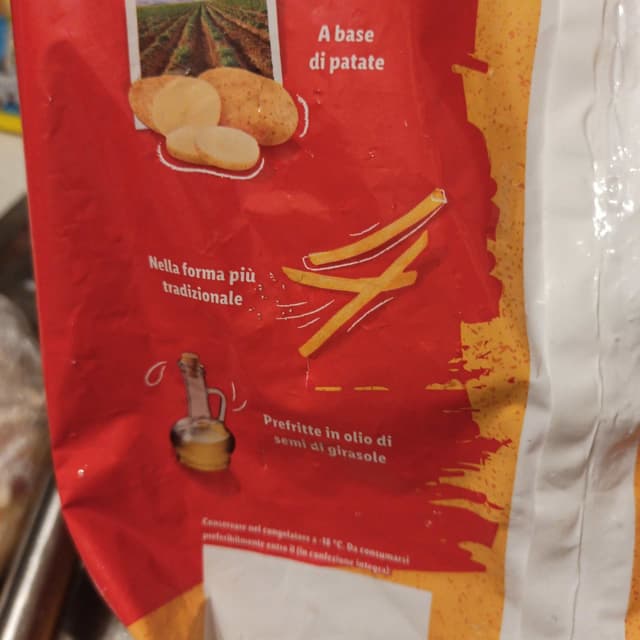 A base
di patate
Nella forma più
tradizionale
Prefritte in olio di
semi di girasole
Conservare nel congelatore a -18 °C. Da consumarsi
preferibilmente entro il (in confezione integra)